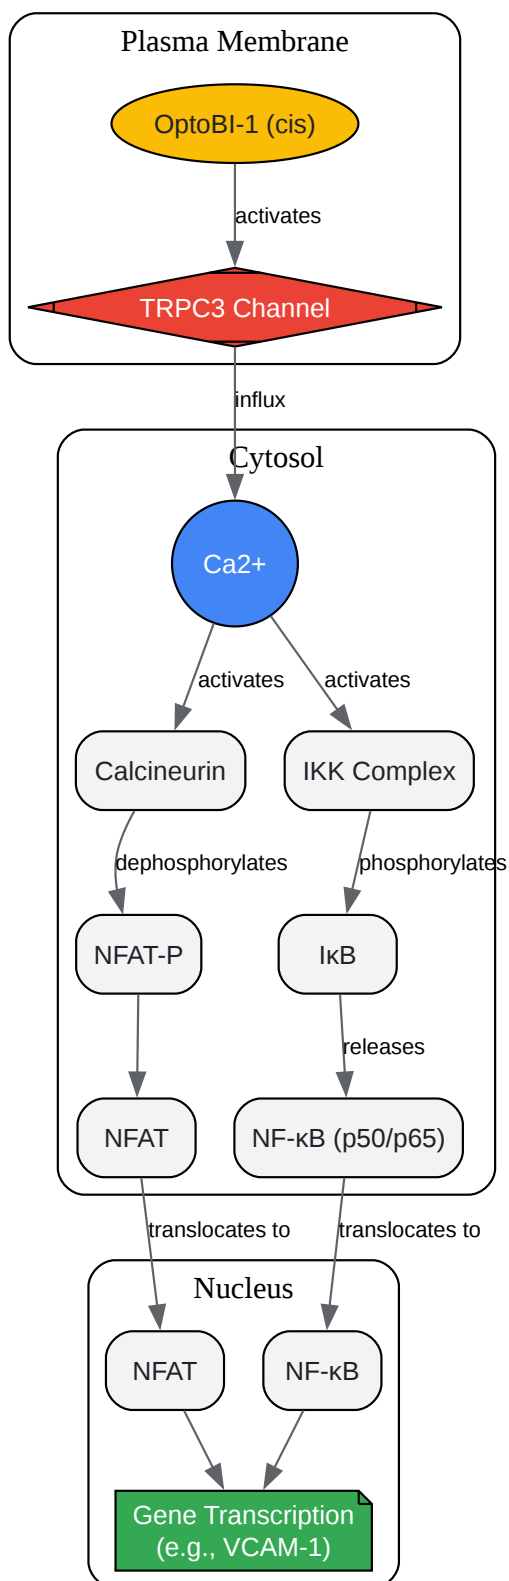 Plasma Membrane
OptoBI-1 (cis)
activates
TRPC3 Channel
influx
Cytosol
Ca2+
activates
activates
Calcineurin
IKK Complex
dephosphorylates
phosphorylates
NFAT-P
IκB
releases
NFAT
NF-κB (p50/p65)
translocates to
translocates to
Nucleus
NFAT
NF-κB
Gene Transcription
(e.g., VCAM-1)